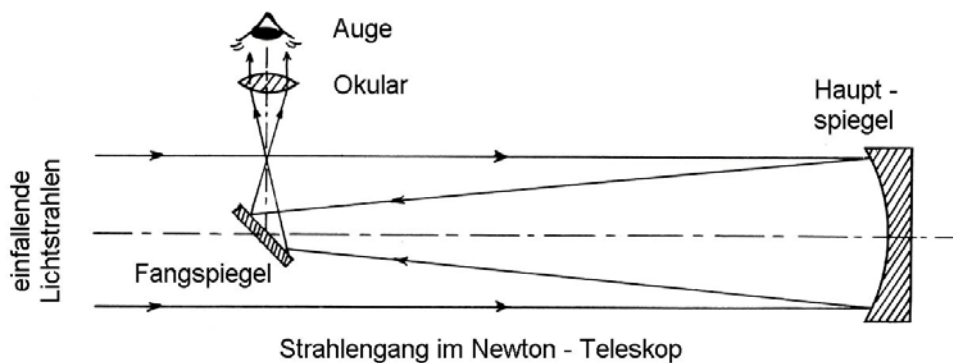 Auge
Okular
Haupt -
spiegel
einfallende
Lichtstrahlen
Fangspiegel
Strahlengang im Newton - Teleskop